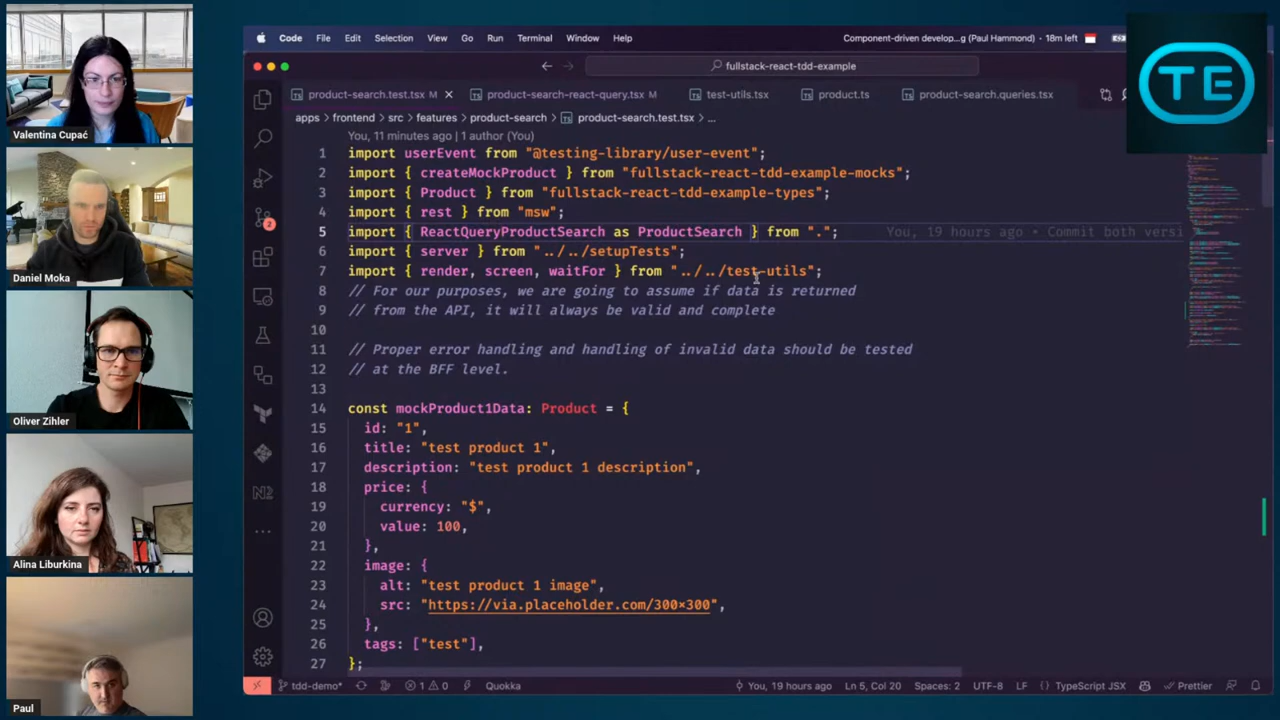 Code File Edit Selection View Go Run Terminal Window Help
Component-driven develop...g (Paul Hammond) · 18m left
TE
fullstack-react-tdd-example
product-search.test.tsx M
product-search-react-query.tsx M
test-utils.tsx
product.ts
product-search.queries.tsx
apps > frontend > src > features > product-search > product-search.test.tsx > ...
You, 11 minutes ago | 1 author (You)
1 import userEvent from "@testing-library/user-event";
2 import { createMockProduct } from "fullstack-react-tdd-example-mocks";
3 import { Product } from "fullstack-react-tdd-example-types";
4 import { rest } from "msw";
5 import { ReactQueryProductSearch as ProductSearch } from "."; You, 19 hours ago • Commit both versi
6 import { server } from "../../setupTests";
7 import { render, screen, waitFor } from "../../test-utils";
8 // For our purposes, we are going to assume if data is returned
9 // from the API, it will always be valid and complete
10
11 // Proper error handling and handling of invalid data should be tested
12 // at the BFF level.
13
14 const mockProduct1Data: Product = {
15 id: "1",
16 title: "test product 1",
17 description: "test product 1 description",
18 price: {
19 currency: "$",
20 value: 100,
21 },
22 image: {
23 alt: "test product 1 image",
24 src: "https://via.placeholder.com/300×300",
25 },
26 tags: ["test"],
27 };
2
N2
tdd-demo*
1 0
Quokka
You, 19 hours ago
Ln 5, Col 20
Spaces: 2
UTF-8
LF
{ } TypeScript JSX
Prettier
Valentina Cupać
Daniel Moka
Oliver Zihler
Alina Liburkina
Paul